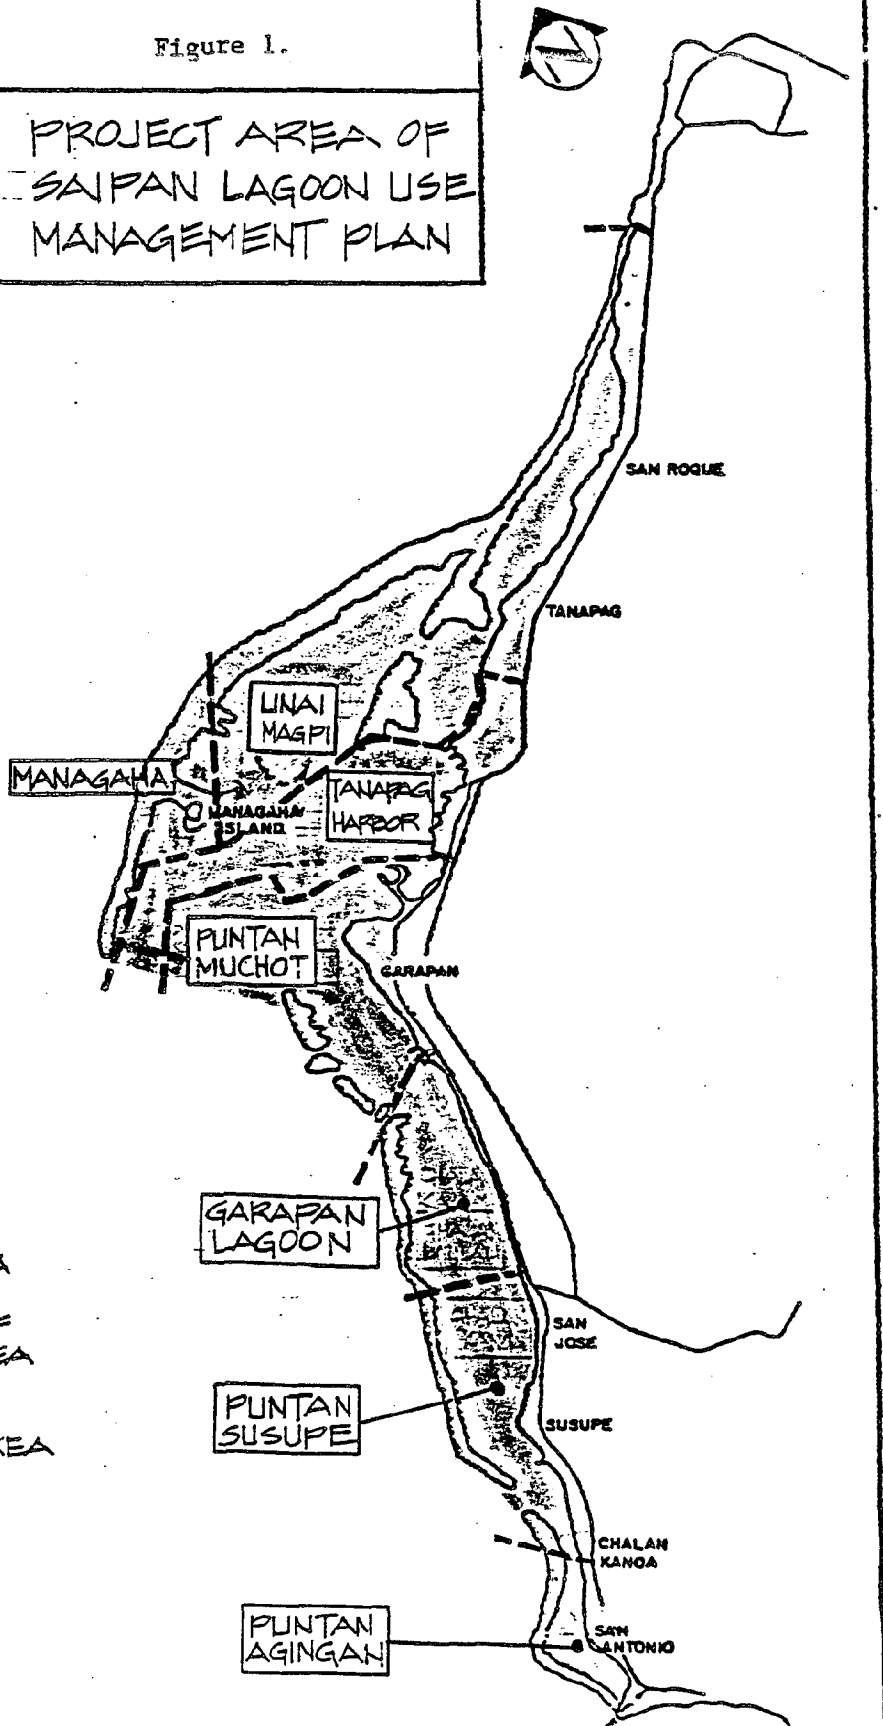 Figure 1.
PROJECT AREA OF
SAIPAN LAGOON USE
MANAGEMENT PLAN
SAN ROQUE
TANAPAG
UNAI
MAGPI
MANAGAHA
TANAPAG
HARBOR
MANAGAHA
ISLAND
PUNTAN
MUCHOT
GARAPAN
GARAPAN
LAGOON
SAN
JOSE
PUNTAN
SUSUPE
SUSUPE
CHALAN
KANOA
PUNTAN
AGINGAN
SAN
ANTONIO